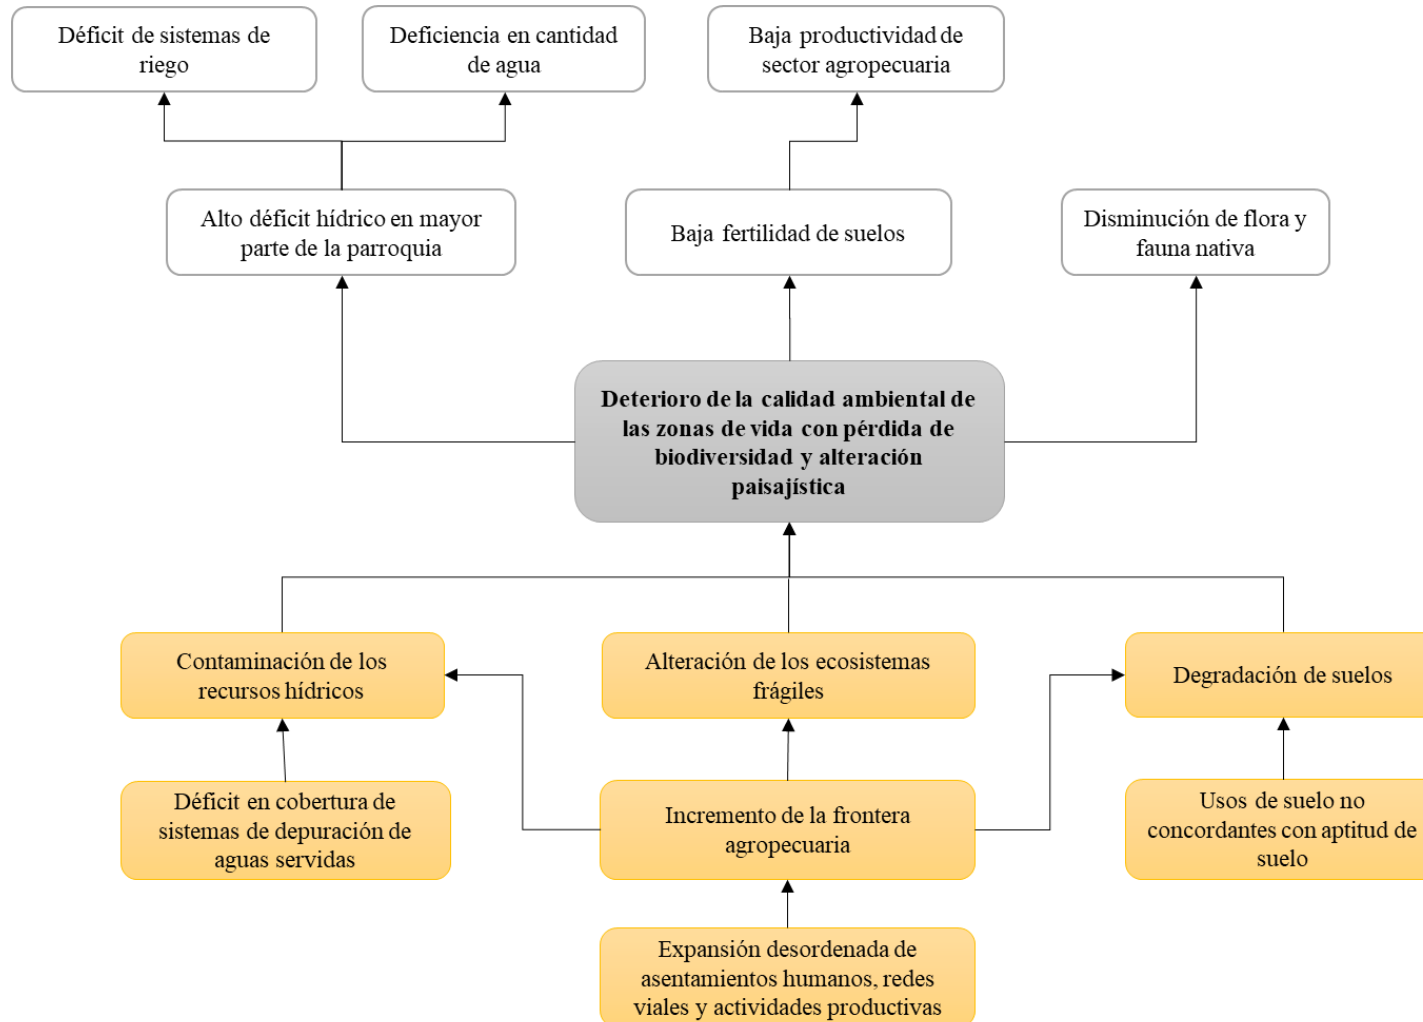 Déficit de sistemas de
riego
Deficiencia en cantidad
de agua
Baja productividad de
sector agropecuaria
Alto déficit hídrico en mayor
parte de la parroquia
Baja fertilidad de suelos
Disminución de flora y
fauna nativa
Deterioro de la calidad ambiental de
las zonas de vida con pérdida de
biodiversidad y alteración
paisajística
Contaminación de los
recursos hídricos
Alteración de los ecosistemas
frágiles
Degradación de suelos
Déficit en cobertura de
sistemas de depuración de
aguas servidas
Incremento de la frontera
agropecuaria
Usos de suelo no
concordantes con aptitud de
suelo
Expansión desordenada de
asentamientos humanos, redes
viales y actividades productivas